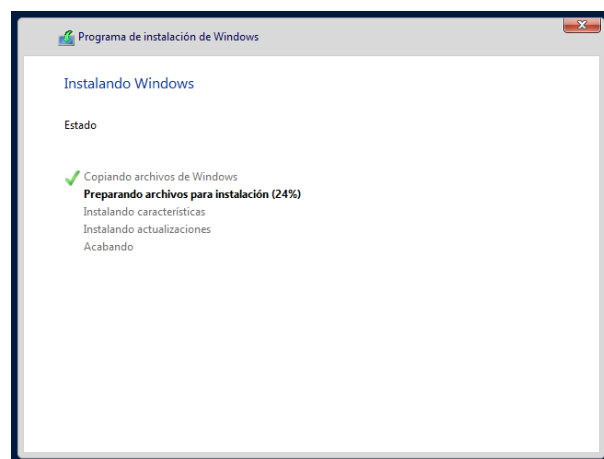 Programa de instalación de Windows
Instalando Windows
Estado
Copiando archivos de Windows
Preparando archivos para instalación (24%)
Instalando características
Instalando actualizaciones
Acabando